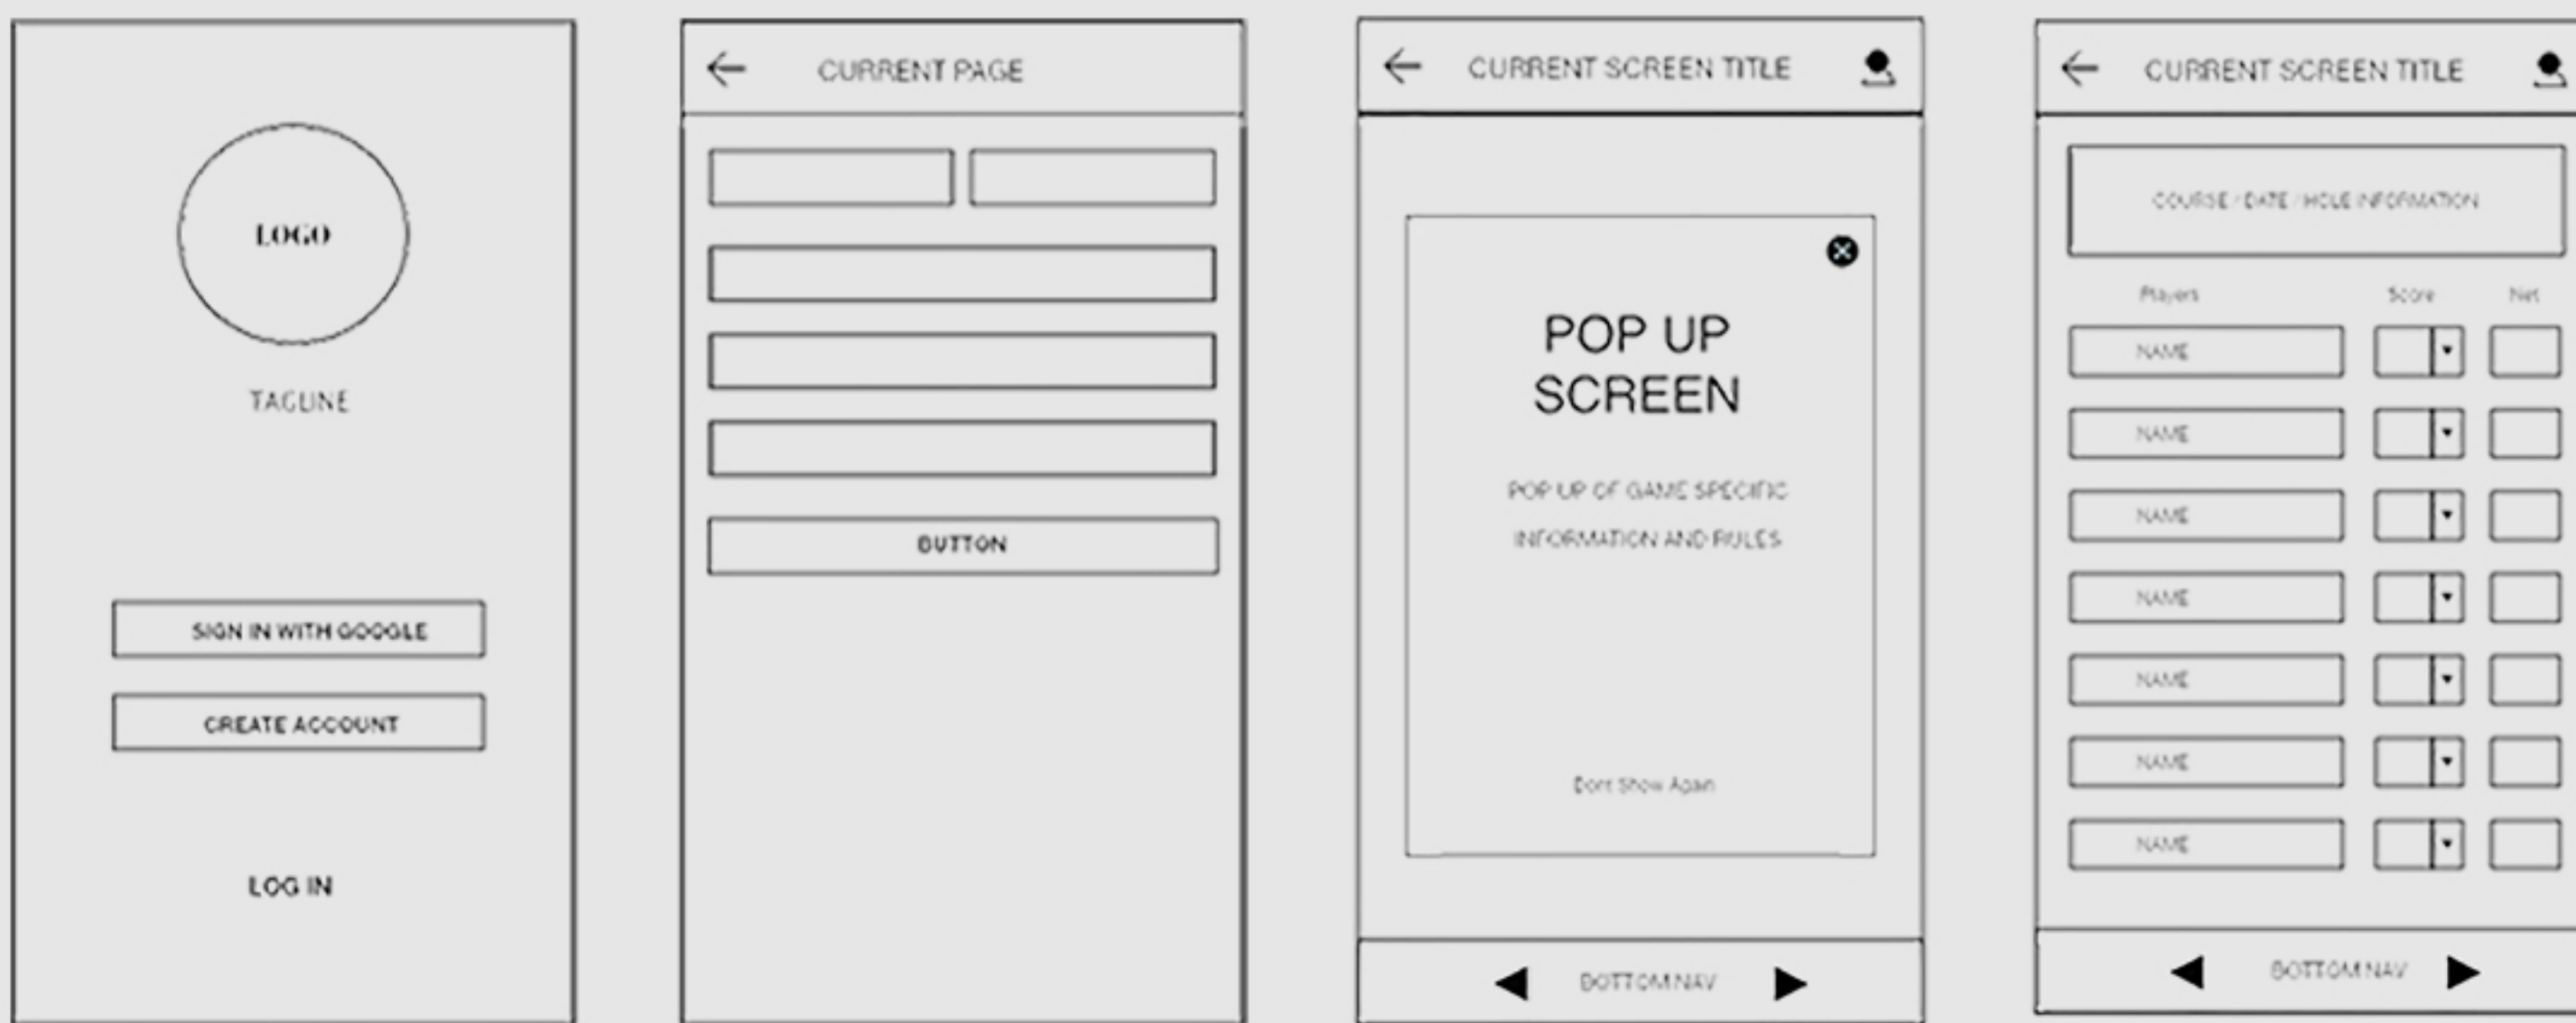 LOGO
TAGLINE
SIGN IN WITH GOOGLE
CREATE ACCOUNT
LOG IN
CURRENT PAGE
BUTTON
CURRENT SCREEN TITLE
POP UP
SCREEN
POP UP OF GAME SPECIFIC
INFORMATION AND RULES
Dont Show Again
BOTTOM NAV
CURRENT SCREEN TITLE
COURSE / DATE / HOLE INFORMATION
Players Score Net
NAME
NAME
NAME
NAME
NAME
NAME
NAME
BOTTOM NAV